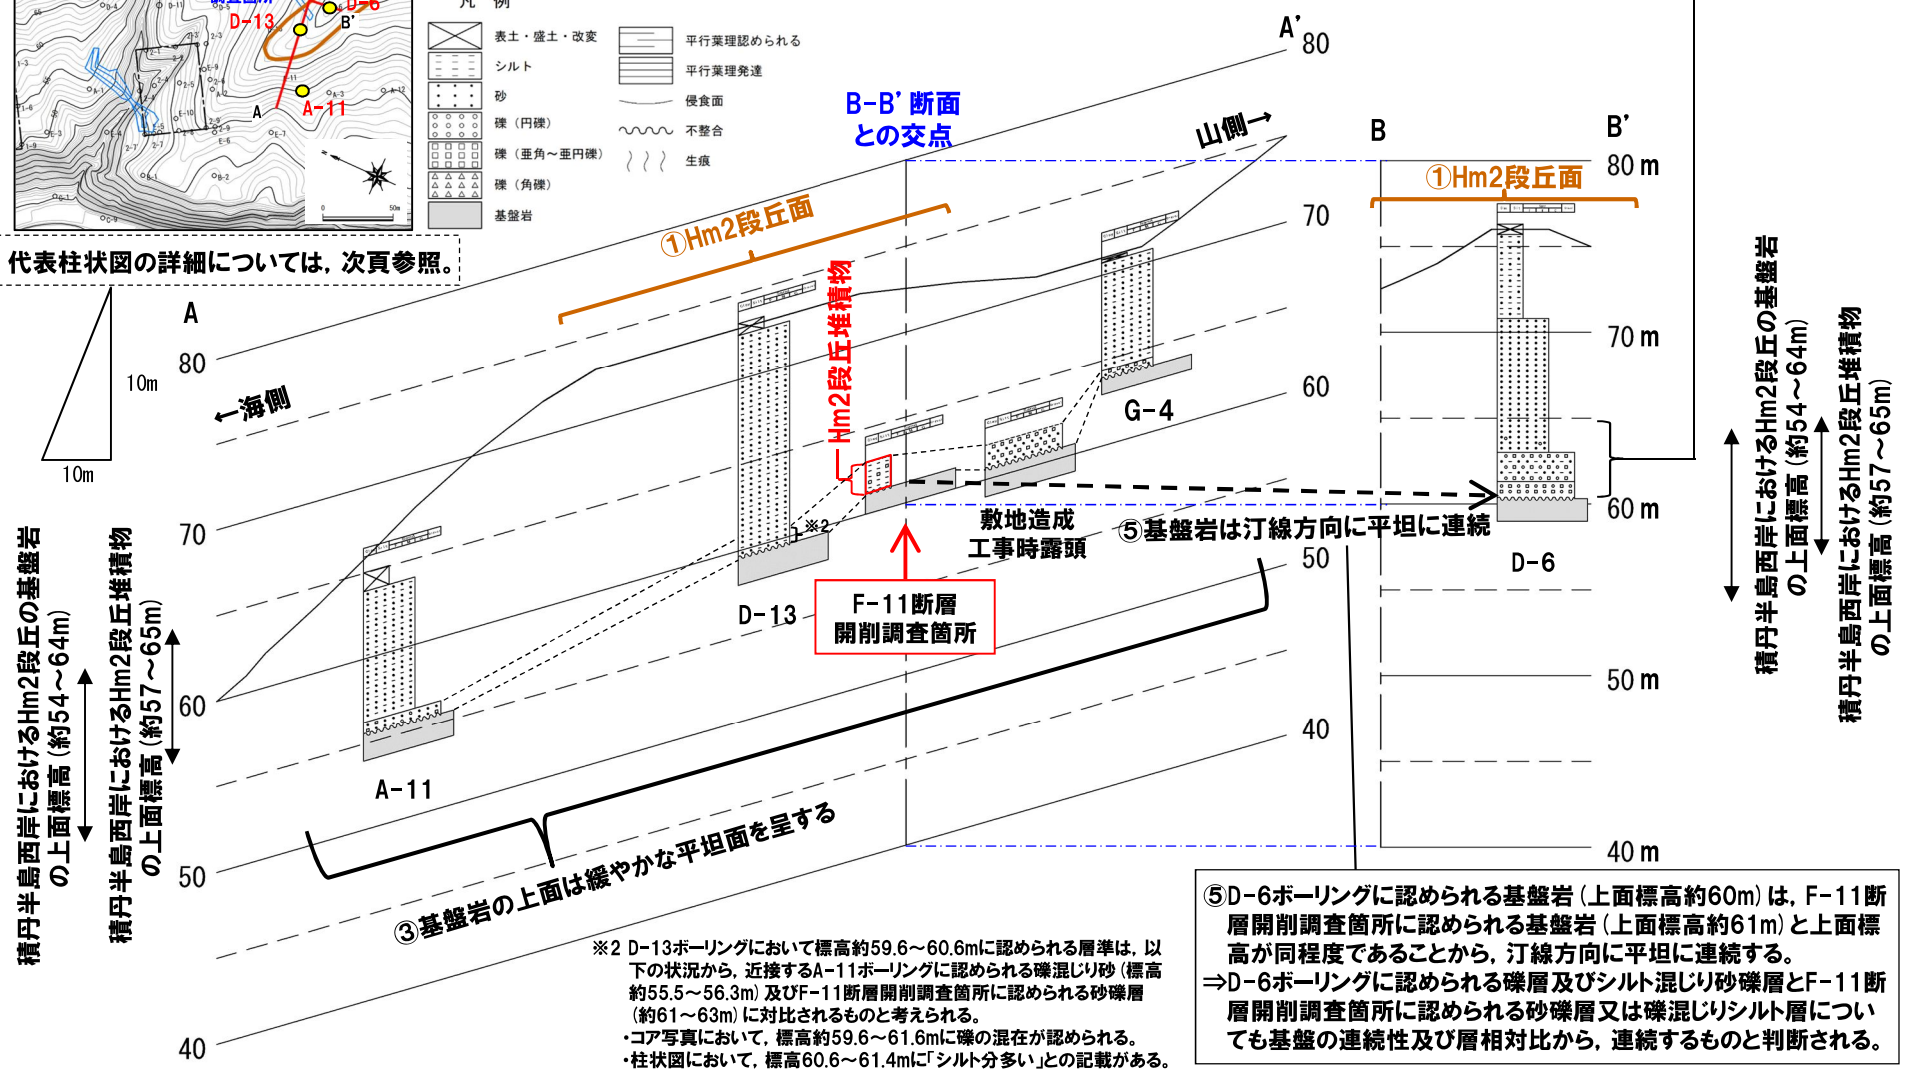 調査箇所
D-13
D-6
B'
A-11
A
凡 例
表土・盛土・改変
シルト
砂
礫（円礫）
礫（亜角～亜円礫）
礫（角礫）
基盤岩
平行葉理認められる
平行葉理発達
侵食面
不整合
生痕
0 50m
代表柱状図の詳細については，次頁参照。
10m
10m
A
←海側
80
70
60
50
40
①Hm2段丘面
Hm2段丘堆積物
B-B'断面
との交点
山側→
A'
80
70
60
50
40
A-11
D-13
※2
G-4
敷地造成
工事時露頭
F-11断層
開削調査箇所
③基盤岩の上面は緩やかな平坦面を呈する
⑤基盤岩は汀線方向に平坦に連続
B
B'
①Hm2段丘面
80 m
70 m
60 m
50 m
40 m
D-6
積丹半島西岸におけるHm2段丘の基盤岩
の上面標高（約54～64m）
積丹半島西岸におけるHm2段丘堆積物
の上面標高（約57～65m）
積丹半島西岸におけるHm2段丘の基盤岩
の上面標高（約54～64m）
積丹半島西岸におけるHm2段丘堆積物
の上面標高（約57～65m）
※2 D-13ボーリングにおいて標高約59.6～60.6mに認められる層準は，以
下の状況から，近接するA-11ボーリングに認められる礫混じり砂（標高
約55.5～56.3m）及びF-11断層開削調査箇所に認められる砂礫層
（約61～63m）に対比されるものと考えられる。
・コア写真において，標高約59.6～61.6mに礫の混在が認められる。
・柱状図において，標高60.6～61.4mに「シルト分多い」との記載がある。
⑤D-6ボーリングに認められる基盤岩（上面標高約60m）は，F-11断
層開削調査箇所に認められる基盤岩（上面標高約61m）と上面標
高が同程度であることから，汀線方向に平坦に連続する。
⇒D-6ボーリングに認められる礫層及びシルト混じり砂礫層とF-11断
層開削調査箇所に認められる砂礫層又は礫混じりシルト層につい
ても基盤の連続性及び層相対比から，連続するものと判断される。